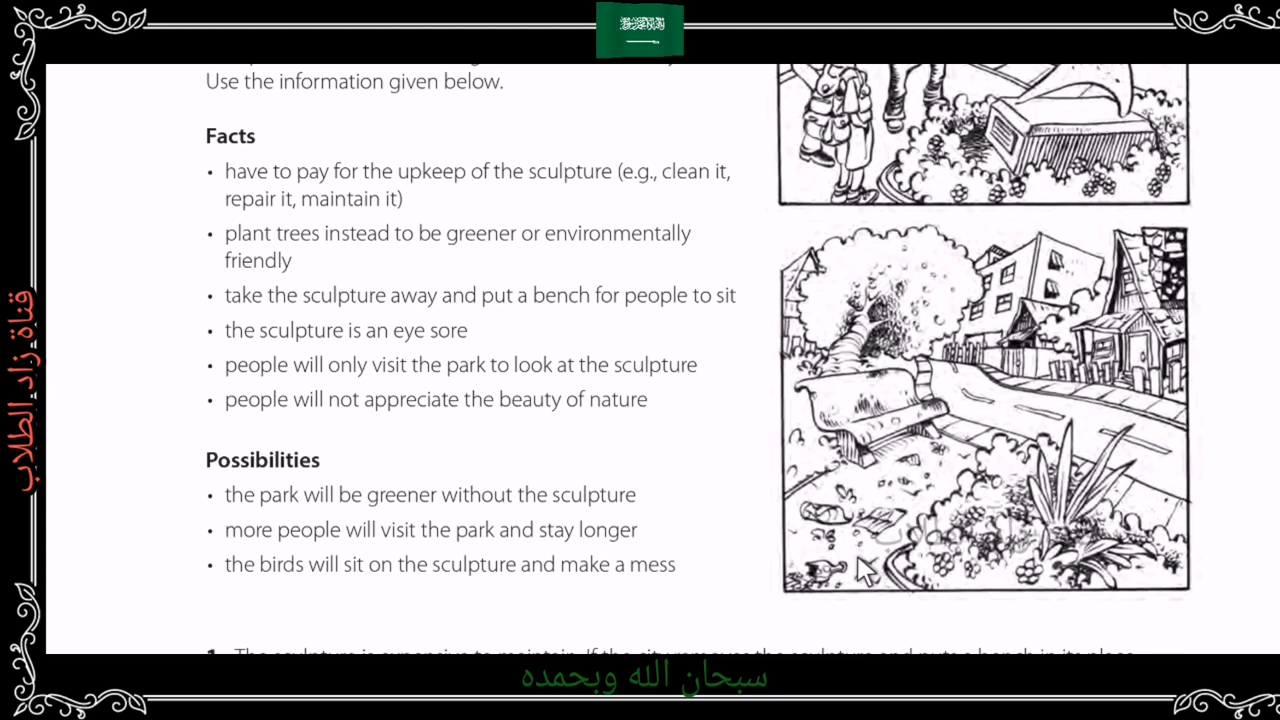 Use the information given below.
Facts
• have to pay for the upkeep of the sculpture (e.g., clean it,
repair it, maintain it)
• plant trees instead to be greener or environmentally
friendly
• take the sculpture away and put a bench for people to sit
• the sculpture is an eye sore
• people will only visit the park to look at the sculpture
• people will not appreciate the beauty of nature
Possibilities
• the park will be greener without the sculpture
• more people will visit the park and stay longer
• the birds will sit on the sculpture and make a mess
قناة زاد الطلاب
سبحان الله وبحمده